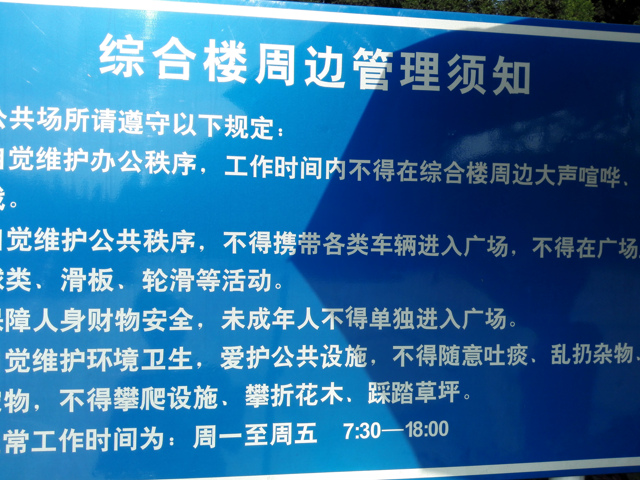 综合楼周边管理须知
公共场所请遵守以下规定：
自觉维护办公秩序，工作时间内不得在综合楼周边大声喧哗、
觉维护公共秩序，不得携带各类车辆进入广场，不得在广场
球类、滑板、轮滑等活动。
障人身财物安全，未成年人不得单独进入广场。
觉维护环境卫生，爱护公共设施，不得随意吐痰、乱扔杂物、
物，不得攀爬设施、攀折花木、踩踏草坪。
常工作时间为：周一至周五 7:30—18:00